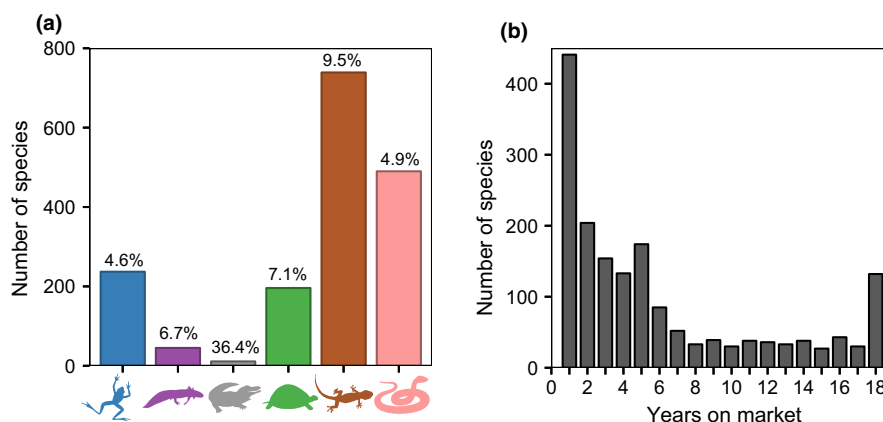 (a)
Number of species
800
600
400
200
0
4.6%
6.7%
36.4%
7.1%
9.5%
4.9%
(b)
Number of species
400
300
200
100
0
0 2 4 6 8 10 12 14 16 18
Years on market